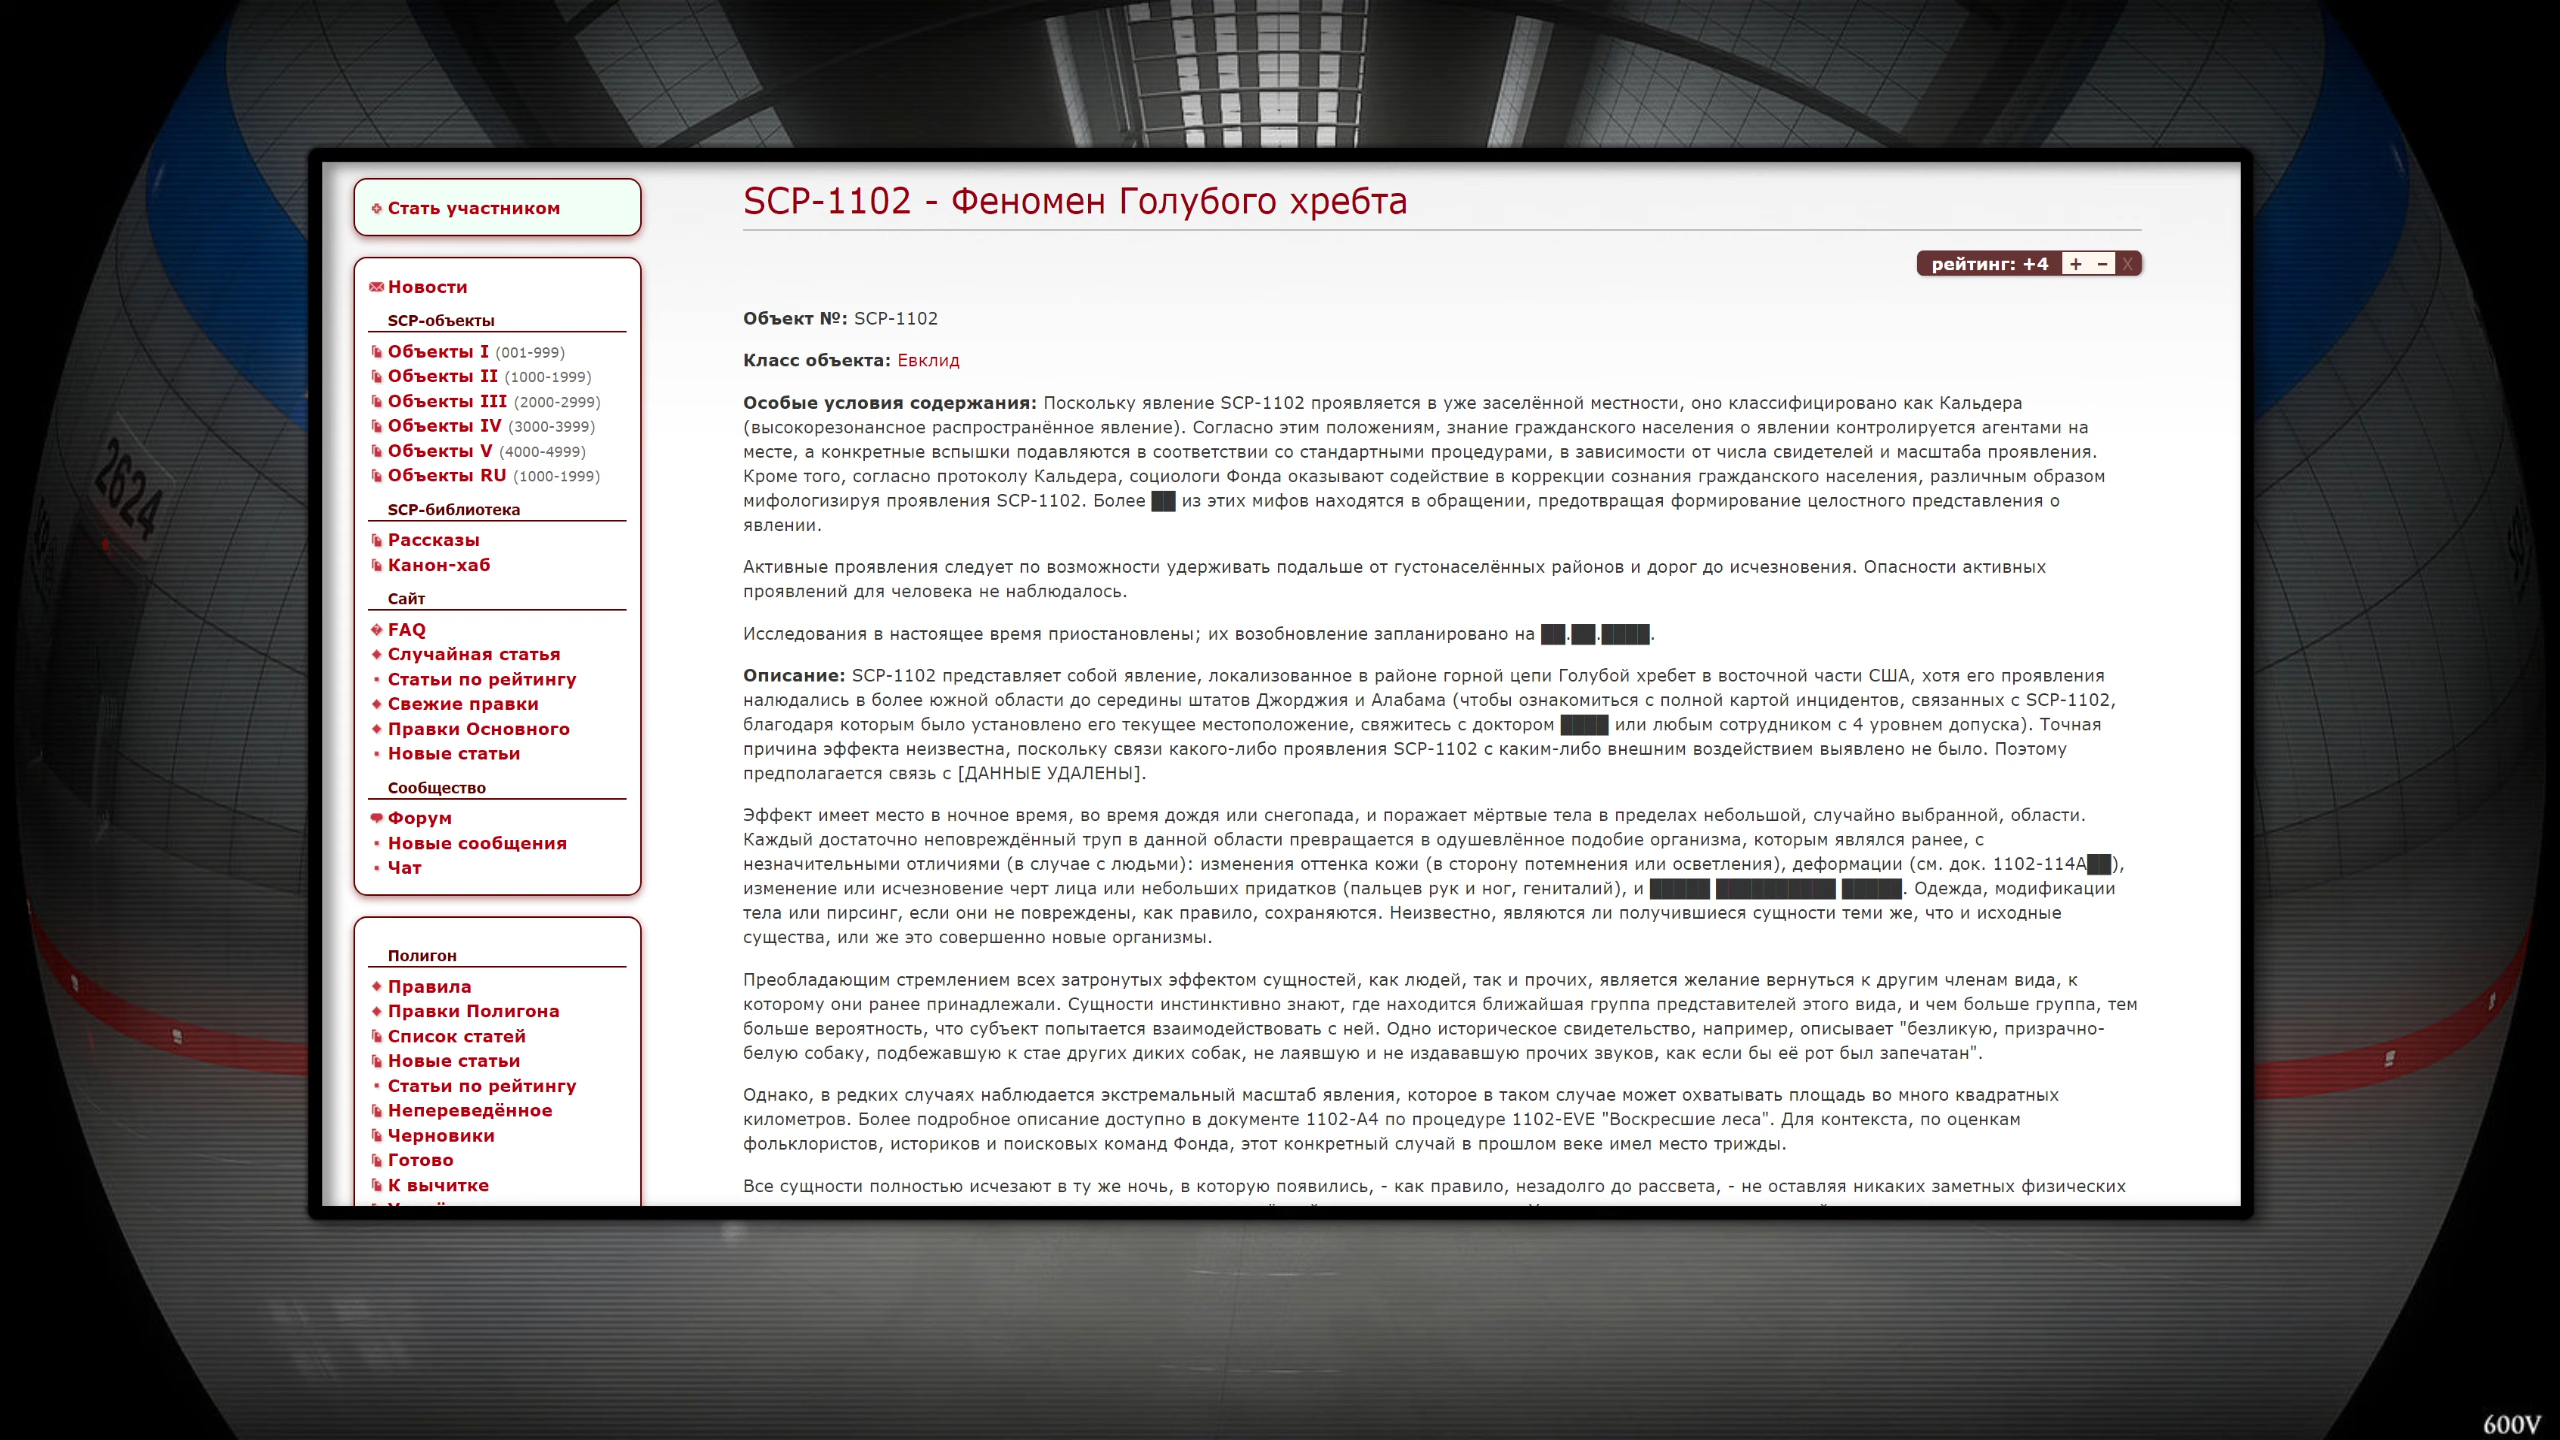 Стать участником
Новости
SCP-объекты
Объекты I (001-999)
Объекты II (1000-1999)
Объекты III (2000-2999)
Объекты IV (3000-3999)
Объекты V (4000-4999)
Объекты RU (1000-1999)
SCP-библиотека
Рассказы
Канон-хаб
Сайт
FAQ
Случайная статья
Статьи по рейтингу
Свежие правки
Правки Основного
Новые статьи
Сообщество
Форум
Новые сообщения
Чат
Полигон
Правила
Правки Полигона
Список статей
Новые статьи
Статьи по рейтингу
Непереведённое
Черновики
Готово
К вычитке
SCP-1102 - Феномен Голубого хребта
рейтинг: +4 + − X
Объект №: SCP-1102
Класс объекта: Евклид
Особые условия содержания: Поскольку явление SCP-1102 проявляется в уже заселённой местности, оно классифицировано как Кальдера
(высокорезонансное распространённое явление). Согласно этим положениям, знание гражданского населения о явлении контролируется агентами на
месте, а конкретные вспышки подавляются в соответствии со стандартными процедурами, в зависимости от числа свидетелей и масштаба проявления.
Кроме того, согласно протоколу Кальдера, социологи Фонда оказывают содействие в коррекции сознания гражданского населения, различным образом
мифологизируя проявления SCP-1102. Более ██ из этих мифов находятся в обращении, предотвращая формирование целостного представления о
явлении.
Активные проявления следует по возможности удерживать подальше от густонаселённых районов и дорог до исчезновения. Опасности активных
проявлений для человека не наблюдалось.
Исследования в настоящее время приостановлены; их возобновление запланировано на ██.██.████.
Описание: SCP-1102 представляет собой явление, локализованное в районе горной цепи Голубой хребет в восточной части США, хотя его проявления
налюдались в более южной области до середины штатов Джорджия и Алабама (чтобы ознакомиться с полной картой инцидентов, связанных с SCP-1102,
благодаря которым было установлено его текущее местоположение, свяжитесь с доктором ████ или любым сотрудником с 4 уровнем допуска). Точная
причина эффекта неизвестна, поскольку связи какого-либо проявления SCP-1102 с каким-либо внешним воздействием выявлено не было. Поэтому
предполагается связь с [ДАННЫЕ УДАЛЕНЫ].
Эффект имеет место в ночное время, во время дождя или снегопада, и поражает мёртвые тела в пределах небольшой, случайно выбранной, области.
Каждый достаточно неповреждённый труп в данной области превращается в одушевлённое подобие организма, которым являлся ранее, с
незначительными отличиями (в случае с людьми): изменения оттенка кожи (в сторону потемнения или осветления), деформации (см. док. 1102-114A██),
изменение или исчезновение черт лица или небольших придатков (пальцев рук и ног, гениталий), и █████ ██████████ █████. Одежда, модификации
тела или пирсинг, если они не повреждены, как правило, сохраняются. Неизвестно, являются ли получившиеся сущности теми же, что и исходные
существа, или же это совершенно новые организмы.
Преобладающим стремлением всех затронутых эффектом сущностей, как людей, так и прочих, является желание вернуться к другим членам вида, к
которому они ранее принадлежали. Сущности инстинктивно знают, где находится ближайшая группа представителей этого вида, и чем больше группа, тем
больше вероятность, что субъект попытается взаимодействовать с ней. Одно историческое свидетельство, например, описывает "безликую, призрачно-
белую собаку, подбежавшую к стае других диких собак, не лаявшую и не издававшую прочих звуков, как если бы её рот был запечатан".
Однако, в редких случаях наблюдается экстремальный масштаб явления, которое в таком случае может охватывать площадь во много квадратных
километров. Более подробное описание доступно в документе 1102-A4 по процедуре 1102-EVE "Воскресшие леса". Для контекста, по оценкам
фольклористов, историков и поисковых команд Фонда, этот конкретный случай в прошлом веке имел место трижды.
Все сущности полностью исчезают в ту же ночь, в которую появились, - как правило, незадолго до рассвета, - не оставляя никаких заметных физических
2624
600V